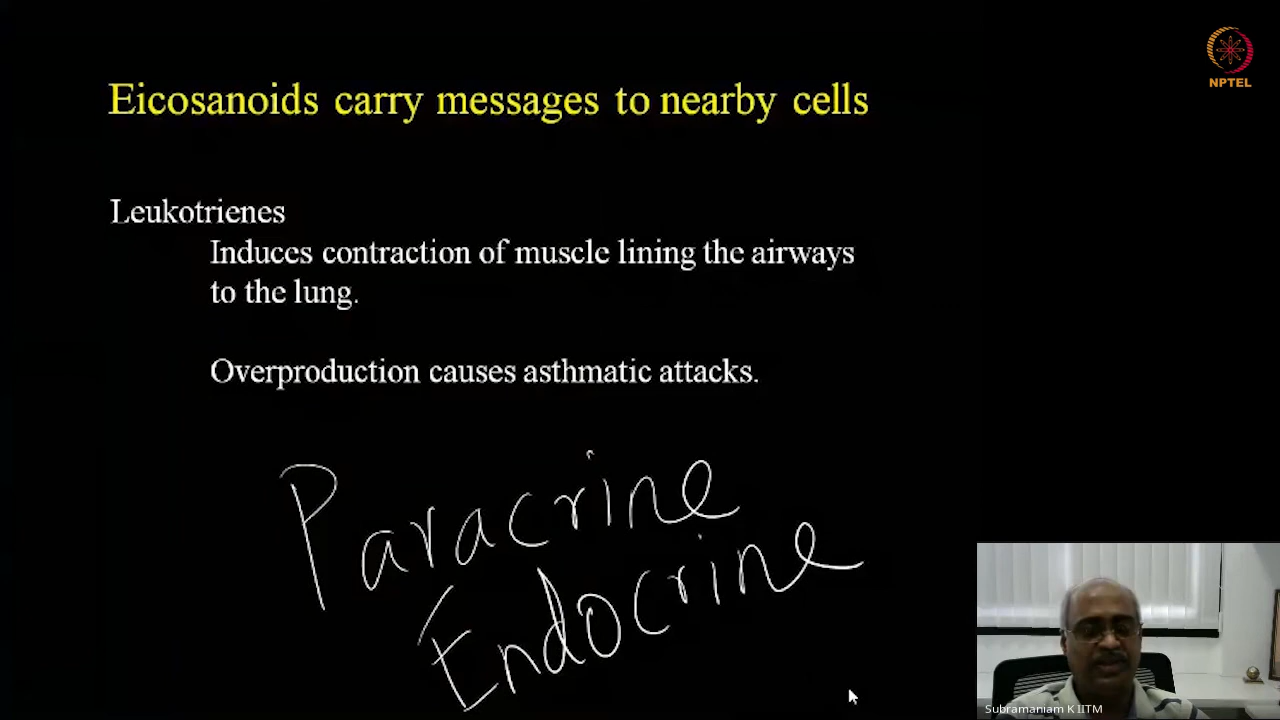 NPTEL
Eicosanoids carry messages to nearby cells
Leukotrienes
Induces contraction of muscle lining the airways
to the lung.
Overproduction causes asthmatic attacks.
Paracrine
Endocrine
Subramaniam K IITM